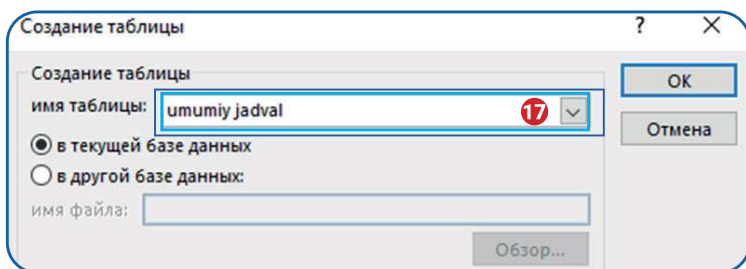 Создание таблицы ? ×
Создание таблицы
OK
имя таблицы: umumiy jadval 17
Отмена
в текущей базе данных
в другой базе данных:
имя файла:
Обзор...